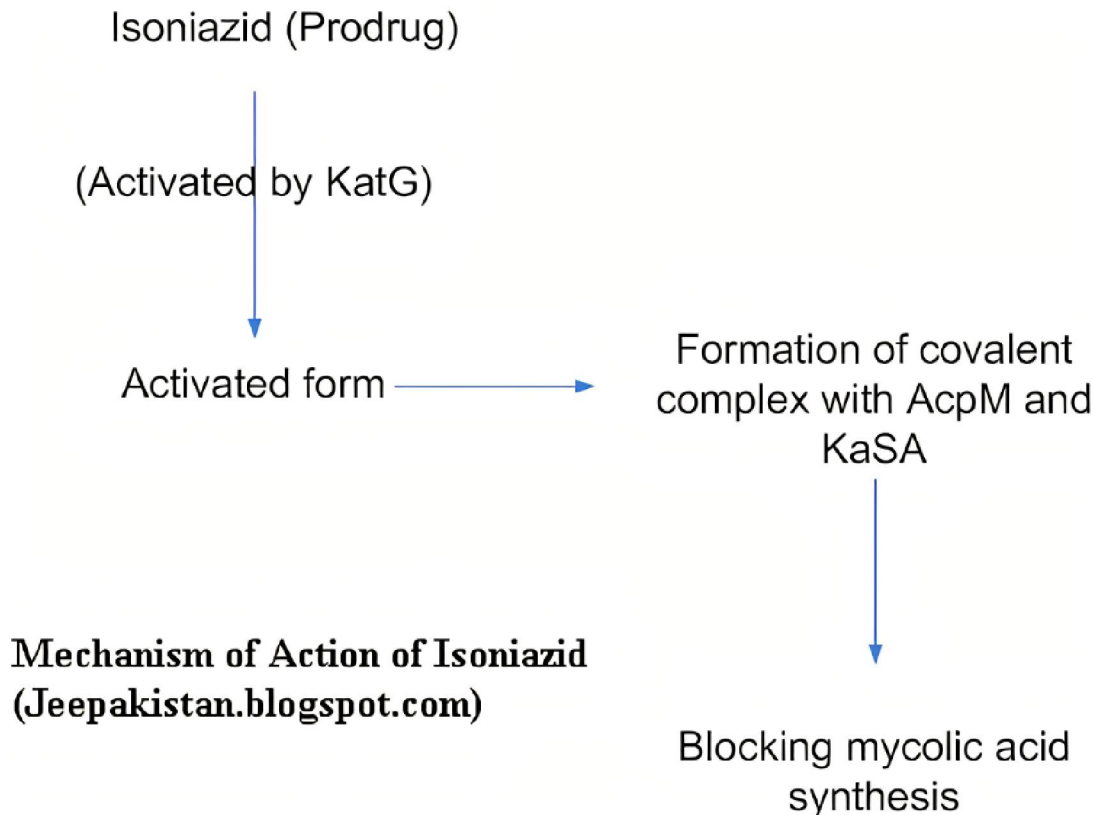 Isoniazid (Prodrug)
(Activated by KatG)
Activated form
Formation of covalent
complex with AcpM and
KaSA
Blocking mycolic acid
synthesis
Mechanism of Action of Isoniazid
(Jeepakistan.blogspot.com)